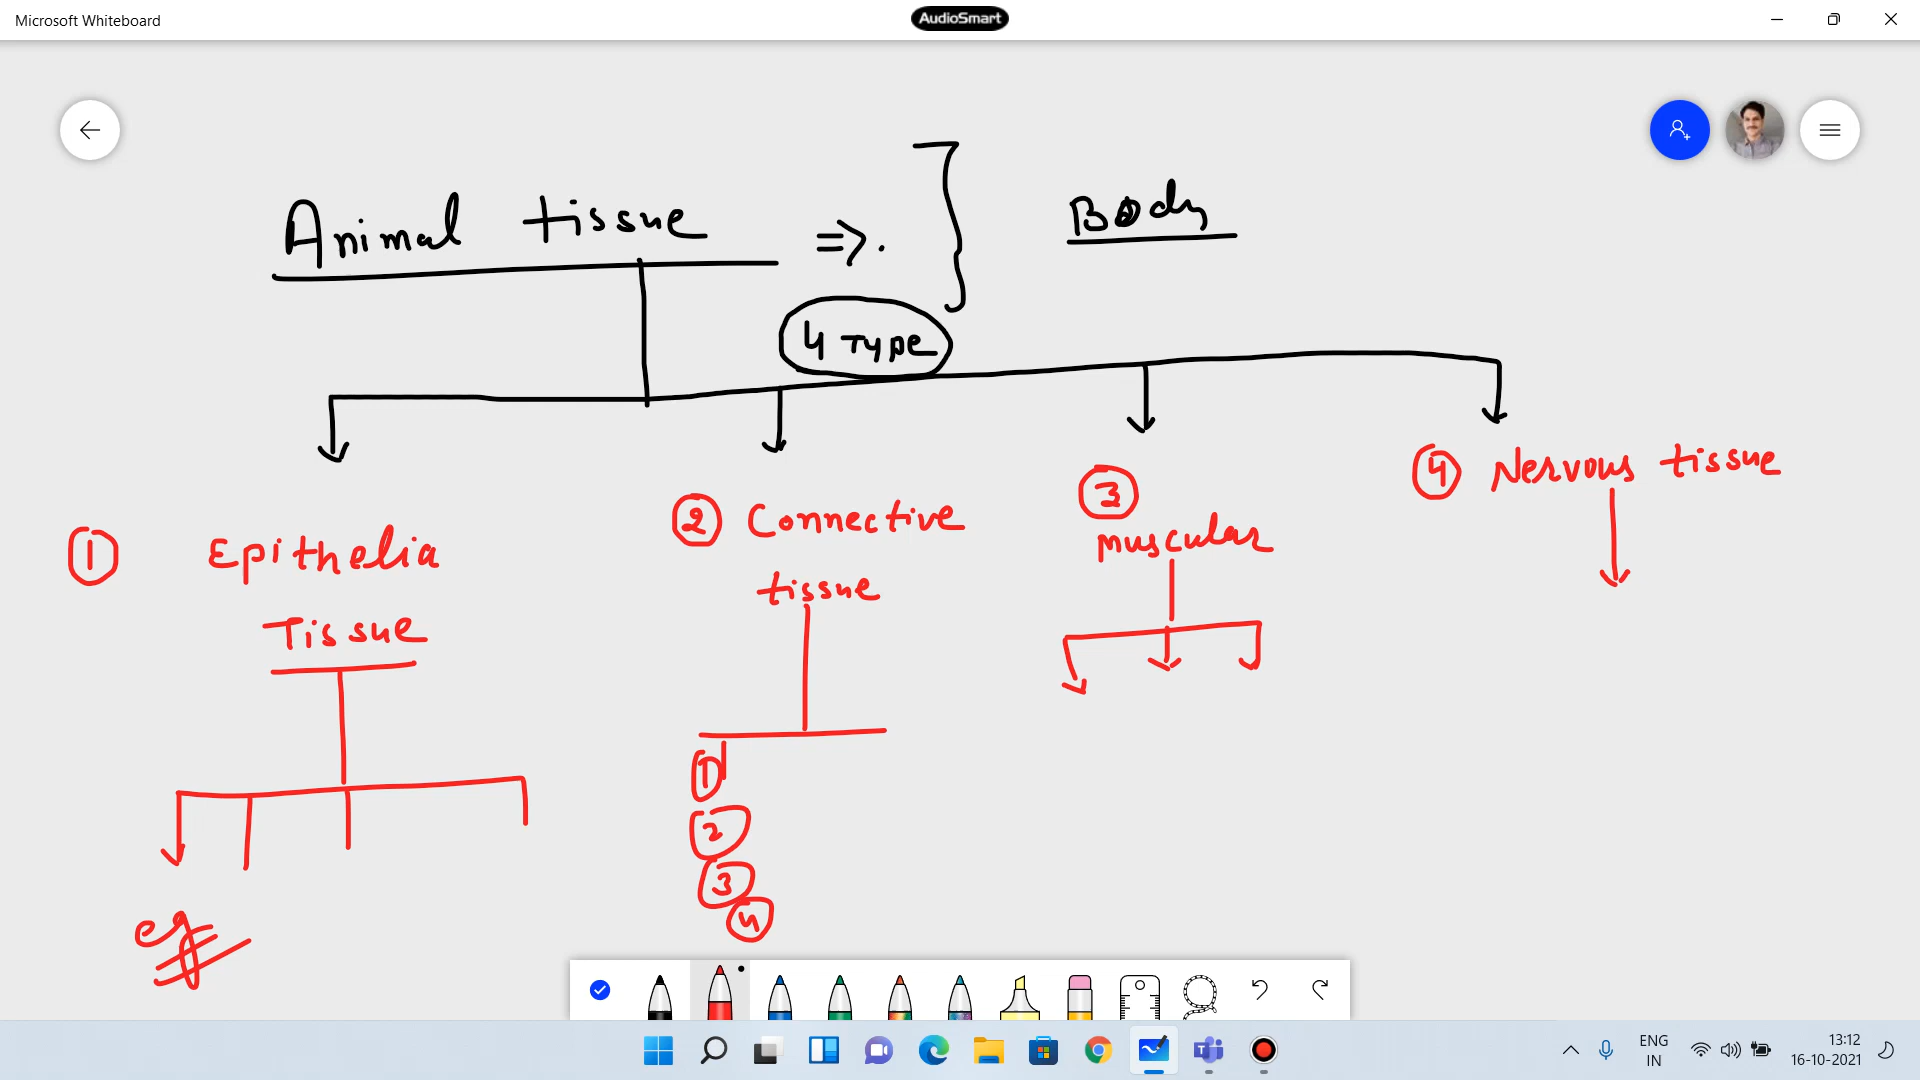 Microsoft Whiteboard
AudioSmart
Animal tissue => .
Body
4 Type
1 Epithelia
Tissue
2 Connective
tissue
3
muscular
4 Nervous tissue
1
2
3
4
eg
ENG
IN
13:12
16-10-2021